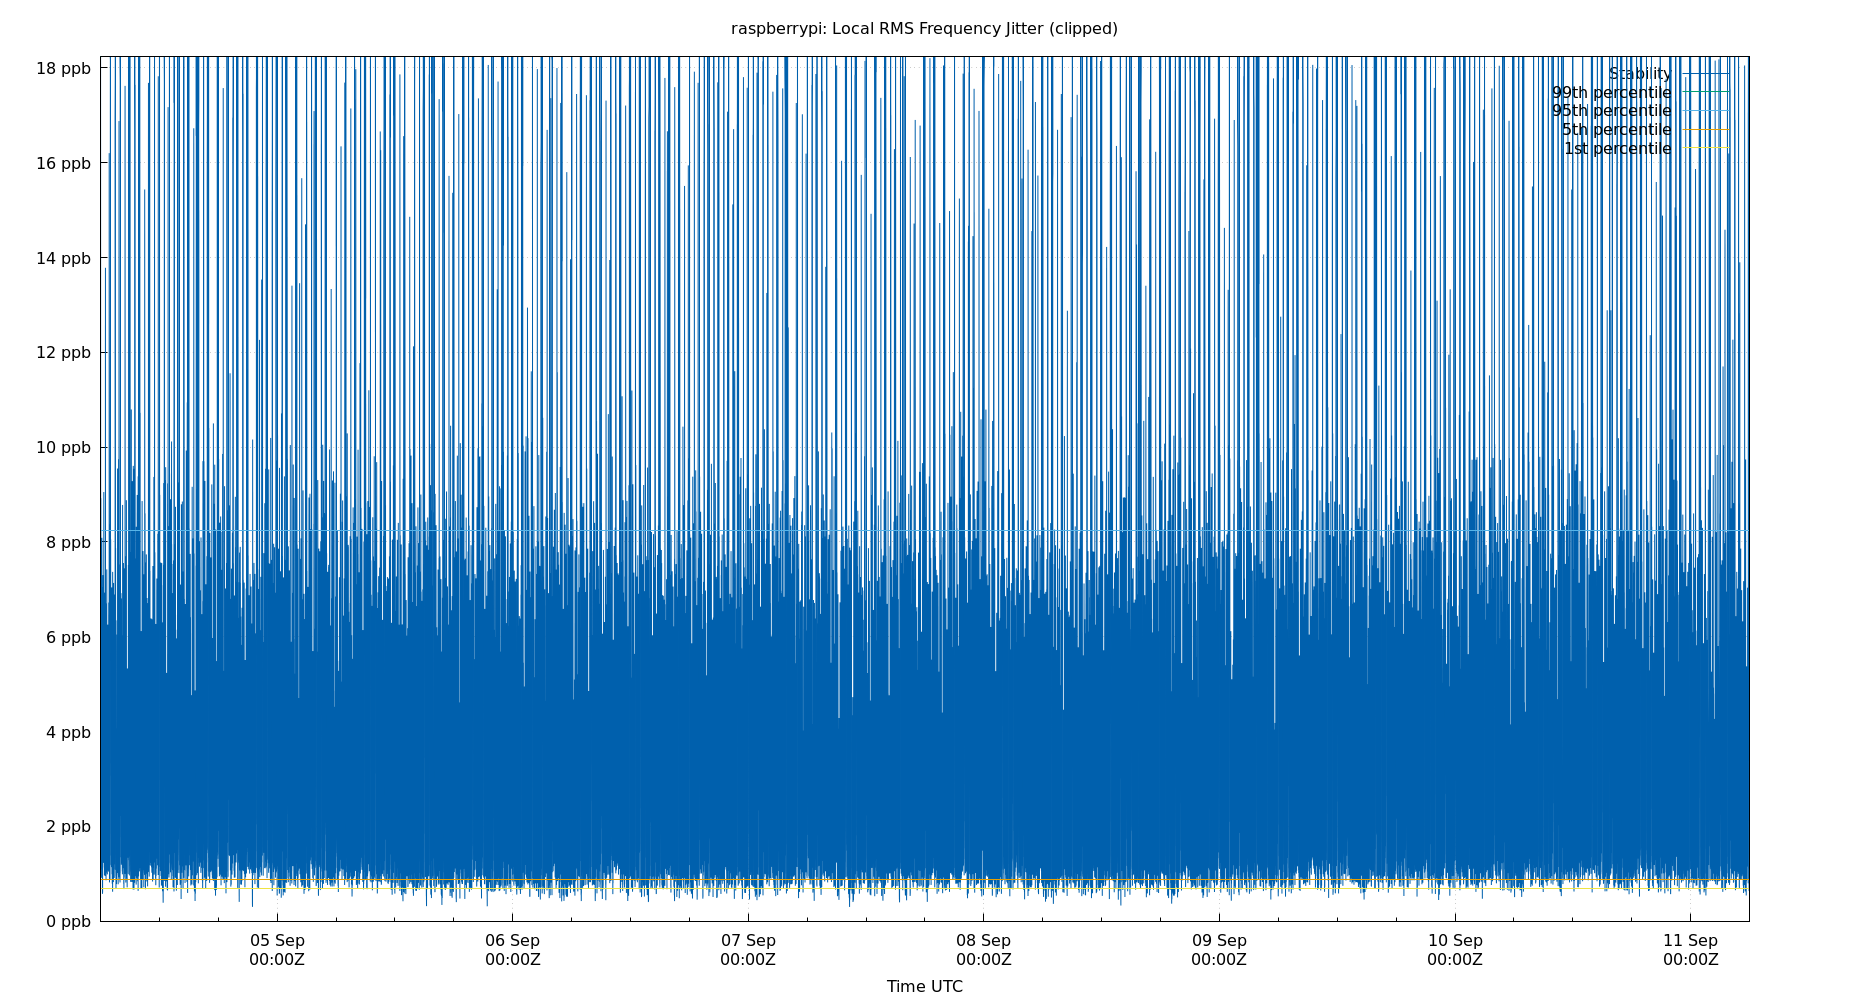 raspberrypi: Local RMS Frequency Jitter (clipped)
18 ppb
16 ppb
14 ppb
12 ppb
10 ppb
8 ppb
6 ppb
4 ppb
2 ppb
0 ppb
Stability
99th percentile
95th percentile
5th percentile
1st percentile
05 Sep 06 Sep 07 Sep 08 Sep 09 Sep 10 Sep 11 Sep
00:00Z 00:00Z 00:00Z 00:00Z 00:00Z 00:00Z 00:00Z
Time UTC